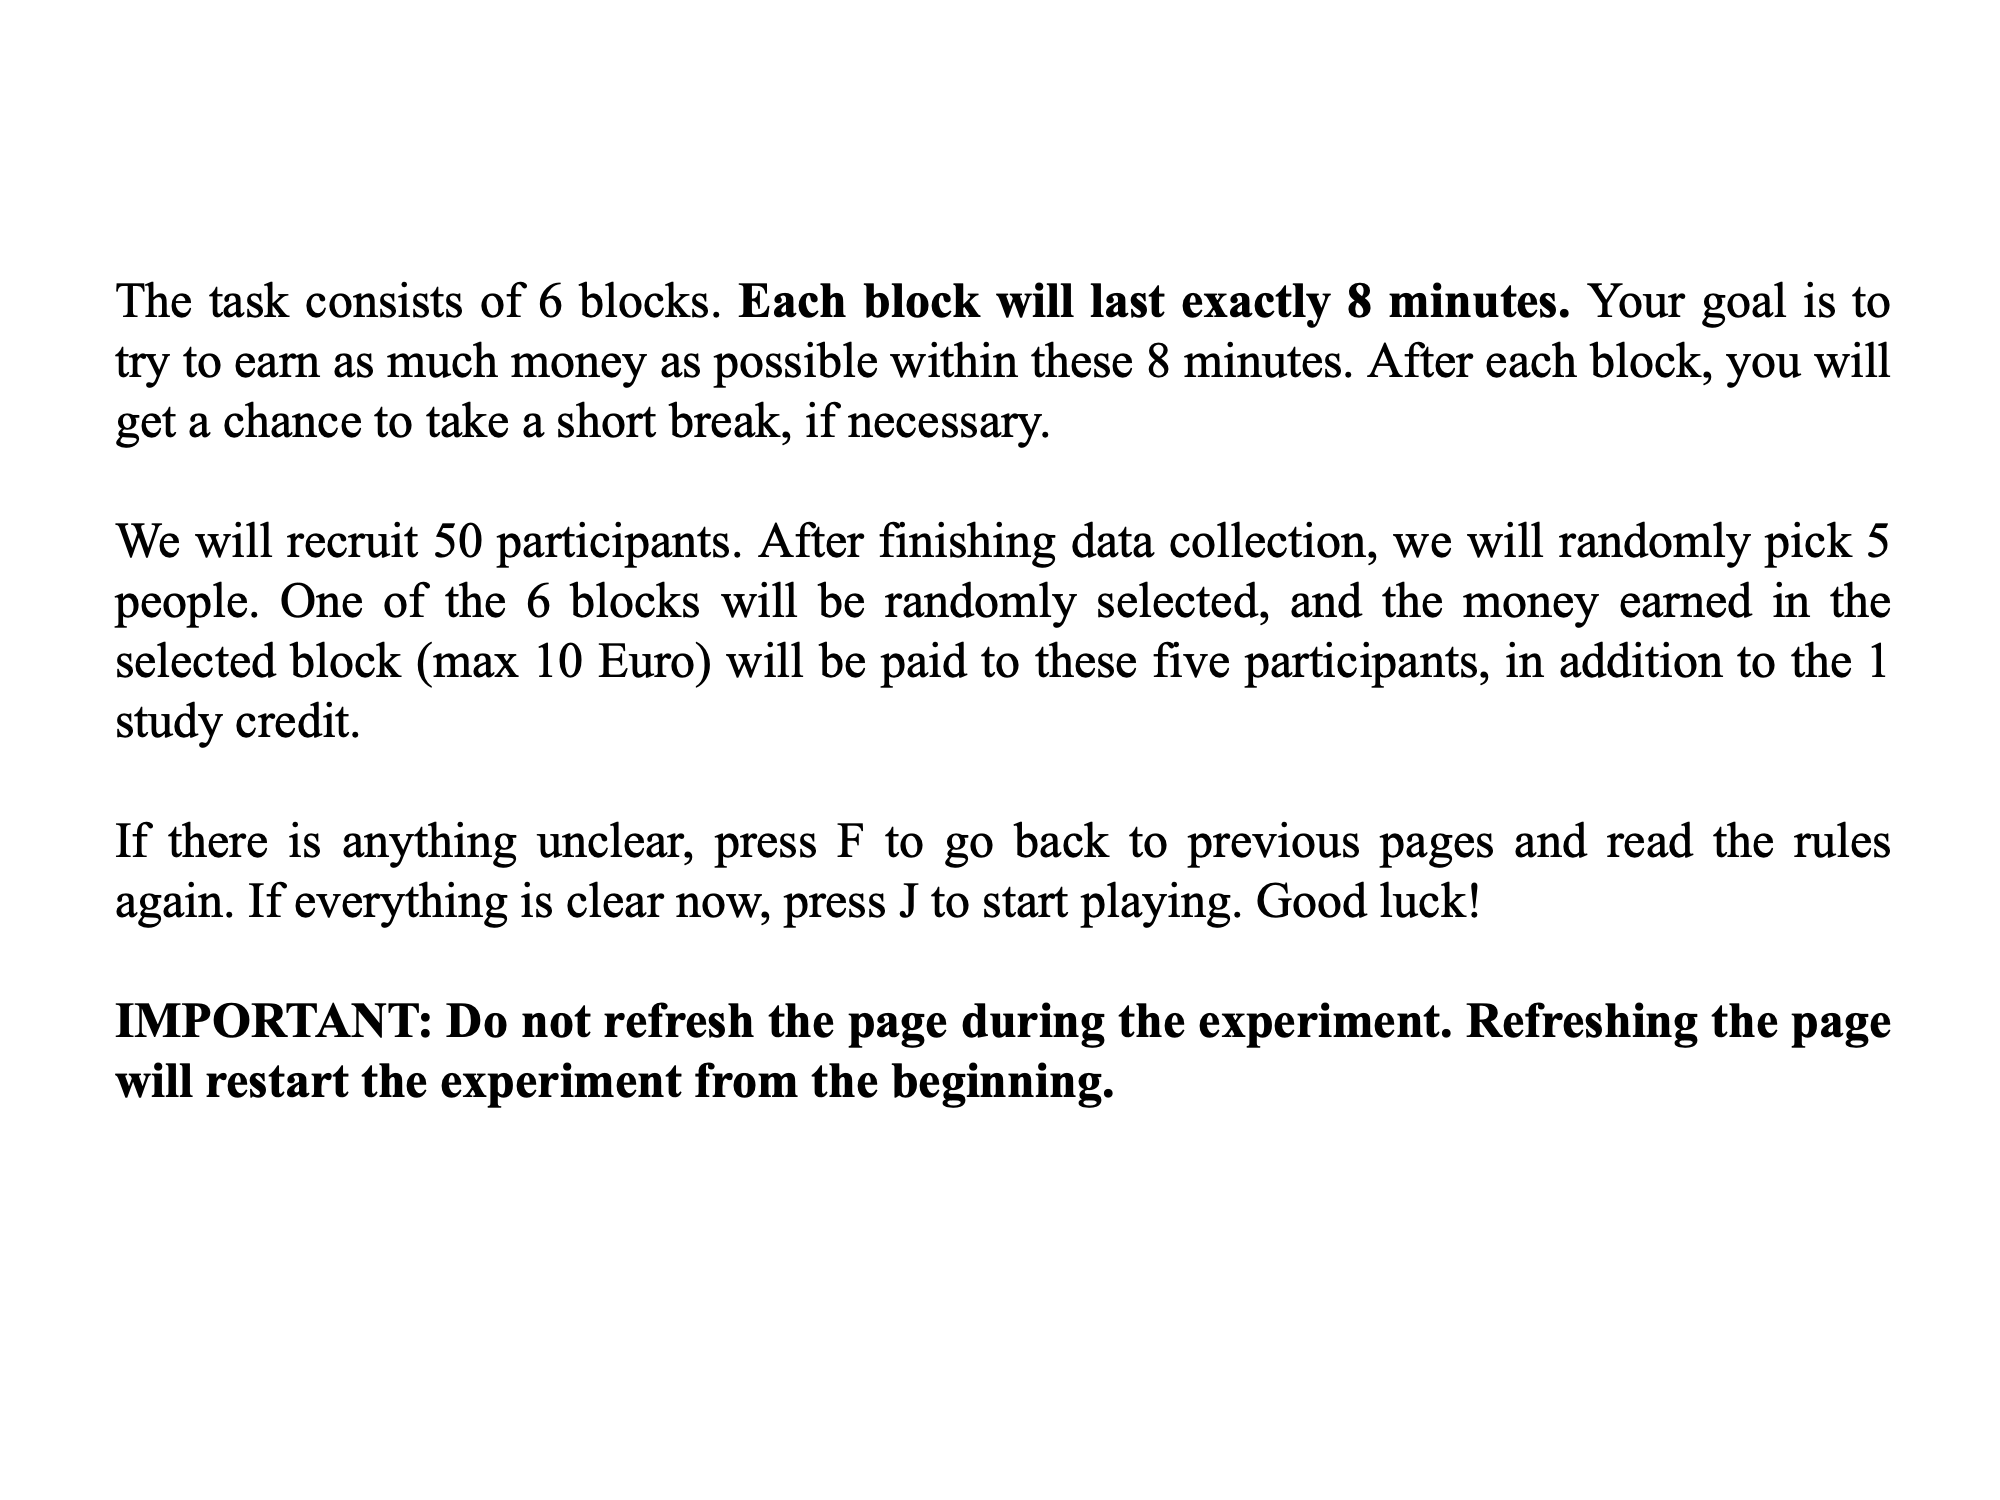 The task consists of 6 blocks. Each block will last exactly 8 minutes. Your goal is to
try to earn as much money as possible within these 8 minutes. After each block, you will
get a chance to take a short break, if necessary.
We will recruit 50 participants. After finishing data collection, we will randomly pick 5
people. One of the 6 blocks will be randomly selected, and the money earned in the
selected block (max 10 Euro) will be paid to these five participants, in addition to the 1
study credit.
If there is anything unclear, press F to go back to previous pages and read the rules
again. If everything is clear now, press J to start playing. Good luck!
IMPORTANT: Do not refresh the page during the experiment. Refreshing the page
will restart the experiment from the beginning.